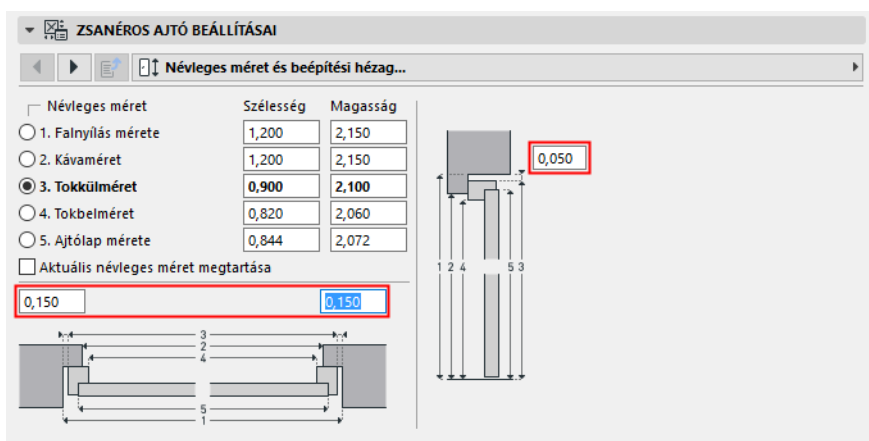 ZSANÉROS AJTÓ BEÁLLÍTÁSAI
Névleges méret és beépítési hézag...
Névleges méret Szélesség Magasság
1. Falnyílás mérete 1,200 2,150
2. Kávaméret 1,200 2,150
3. Tokkülméret 0,900 2,100
4. Tokbelméret 0,820 2,060
5. Ajtólap mérete 0,844 2,072
Aktuális névleges méret megtartása
0,150 0,150
3
2
4
5
1
0,050
1 2 4 5 3